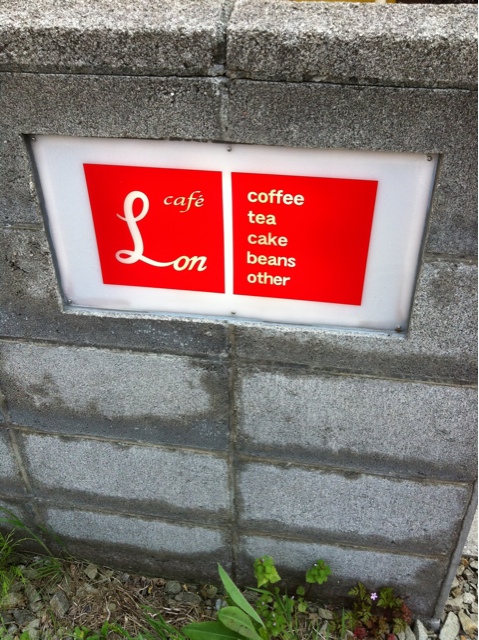 café
Lon
coffee
tea
cake
beans
other